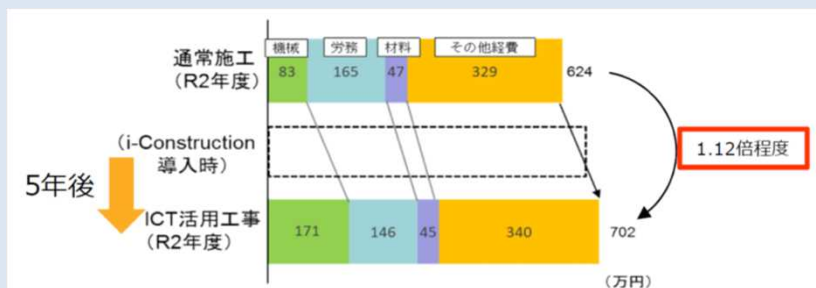 機械 労務 材料 その他経費
通常施工
(R2年度)
83 165 47 329 624
(i-Construction
導入時)
1.12倍程度
5年後
ICT活用工事
(R2年度)
171 146 45 340 702
(万円)